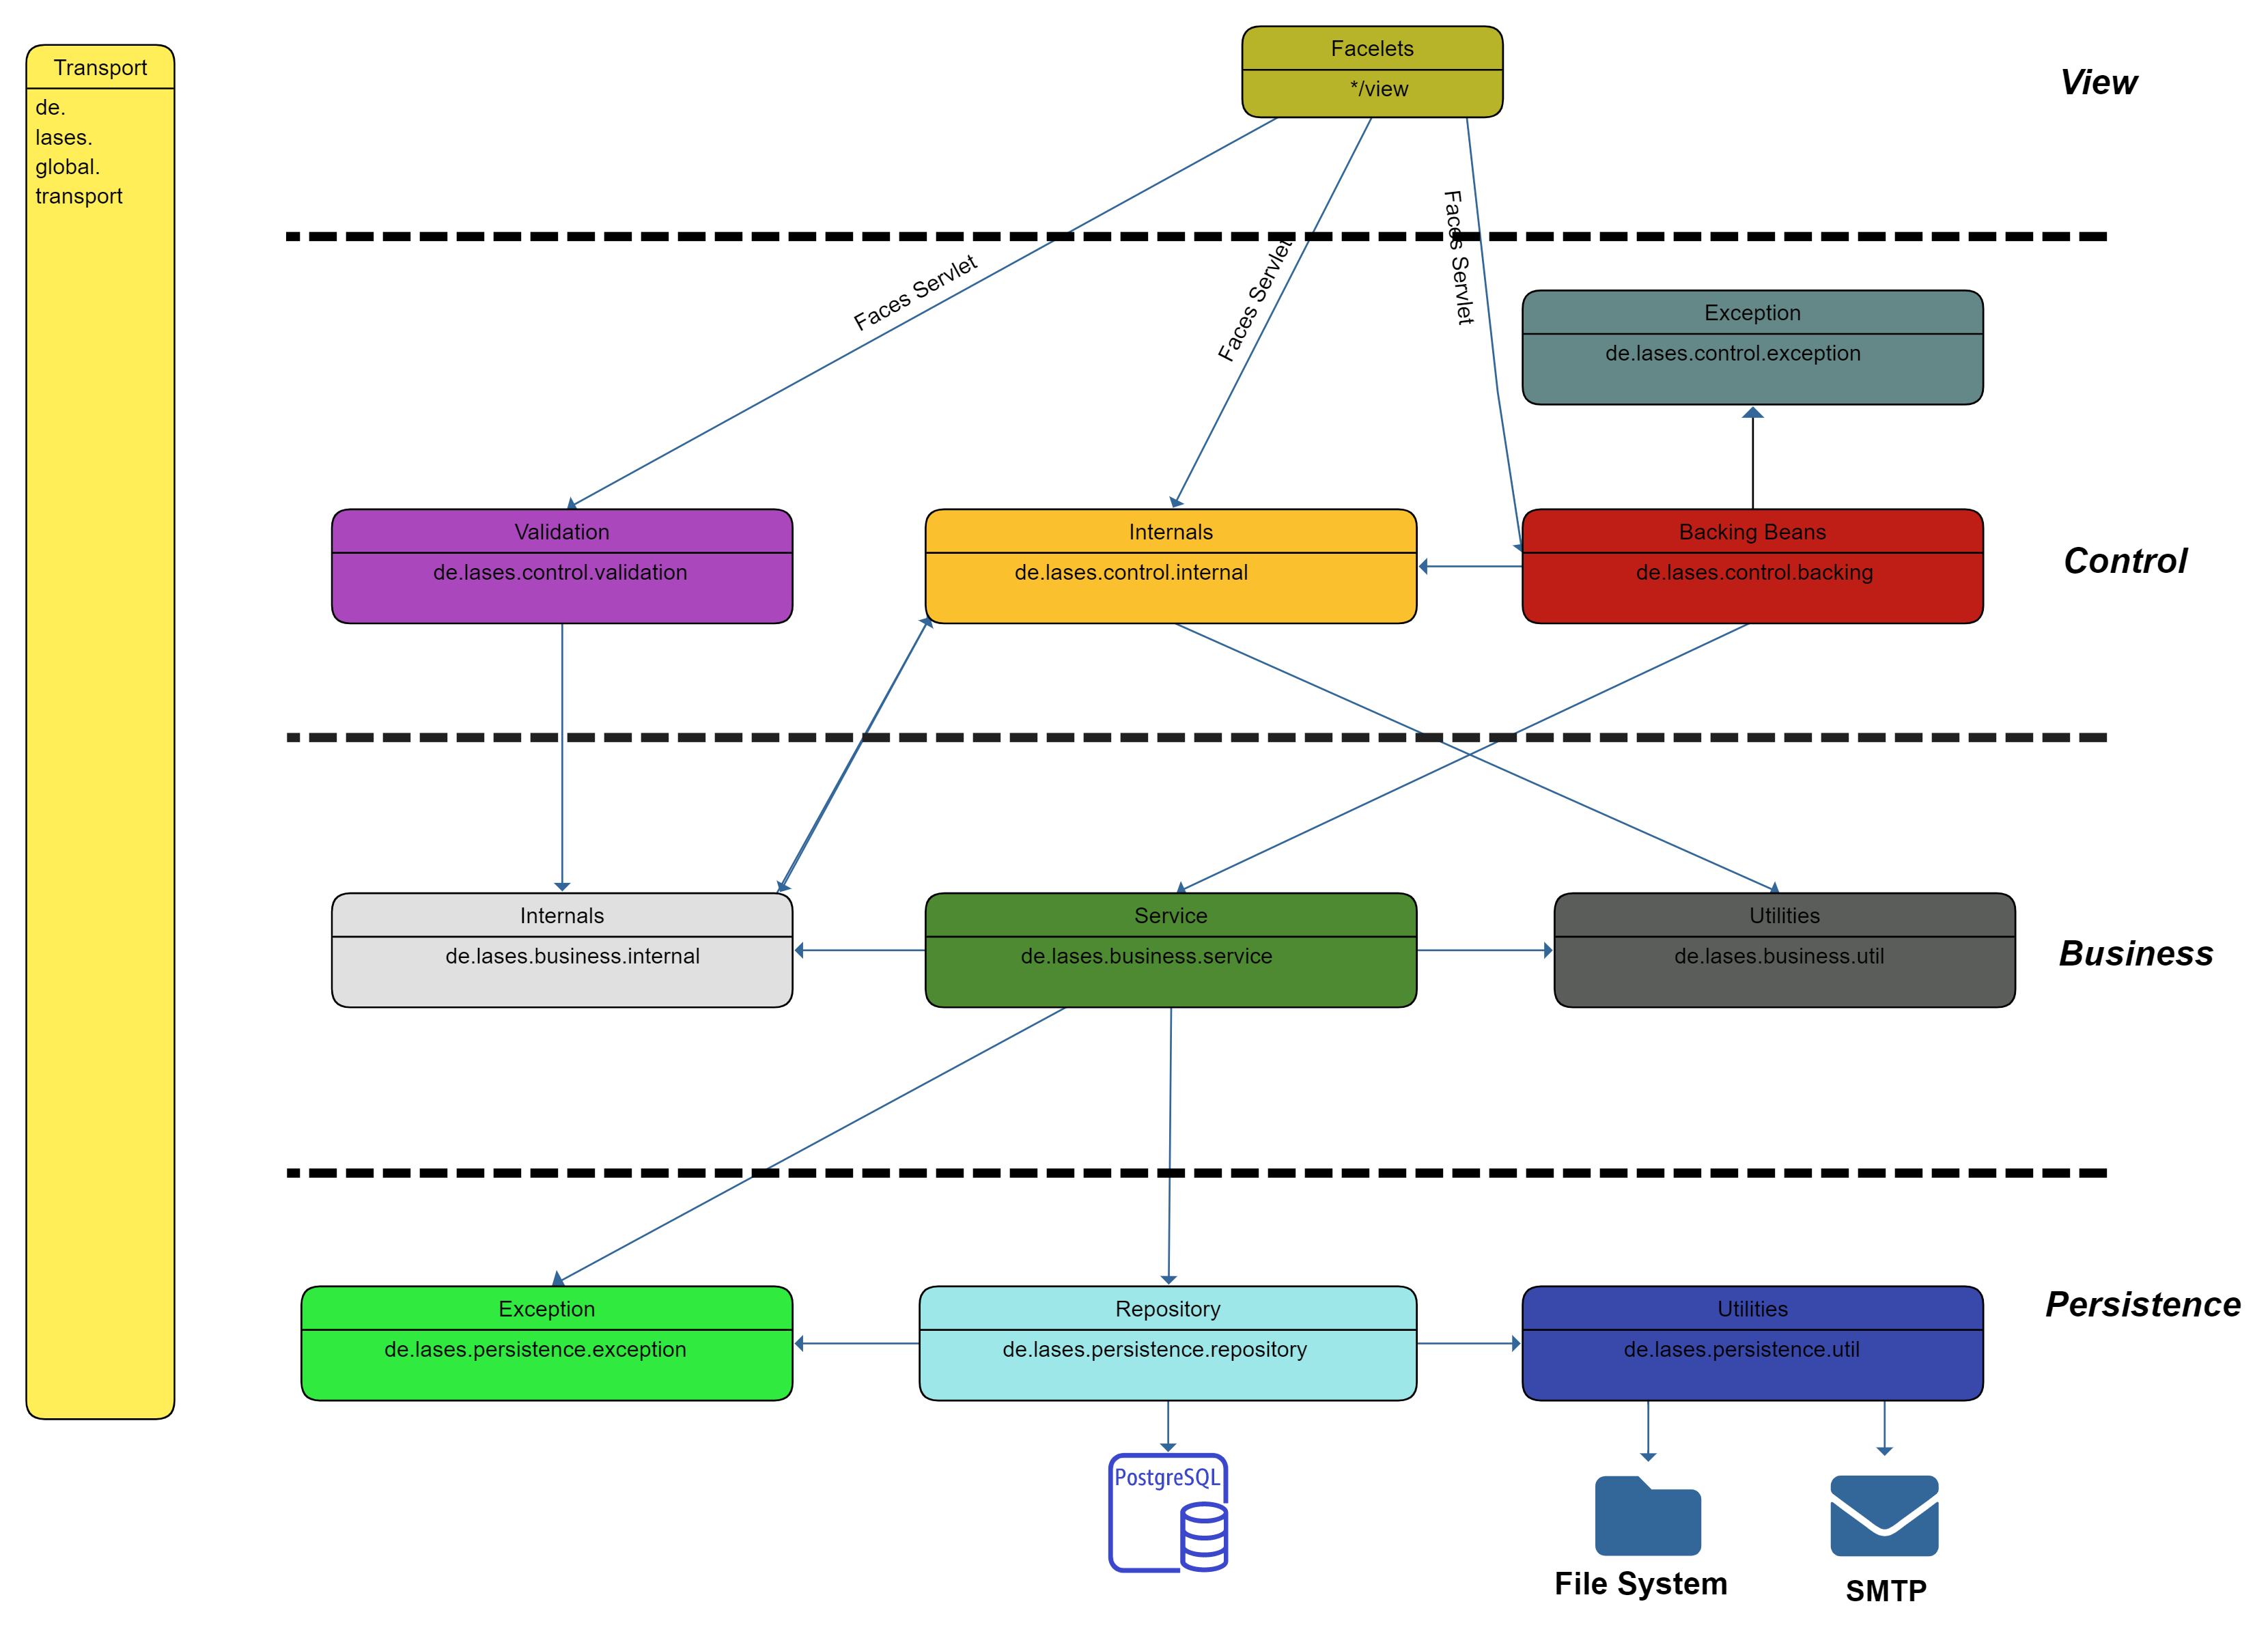 Transport
de.
lases.
global.
transport
Facelets
*/view
View
Faces Servlet
Faces Servlet
Faces Servlet
Exception
de.lases.control.exception
Validation
de.lases.control.validation
Internals
de.lases.control.internal
Backing Beans
de.lases.control.backing
Control
Internals
de.lases.business.internal
Service
de.lases.business.service
Utilities
de.lases.business.util
Business
Exception
de.lases.persistence.exception
Repository
de.lases.persistence.repository
Utilities
de.lases.persistence.util
Persistence
PostgreSQL
File System
SMTP